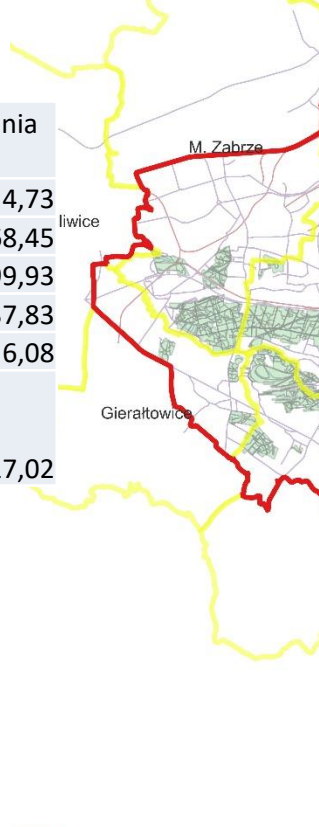 nia
M. Zabrze
4,73
liwice
8,45
9,93
7,83
6,08
Gierałtowice
7,02